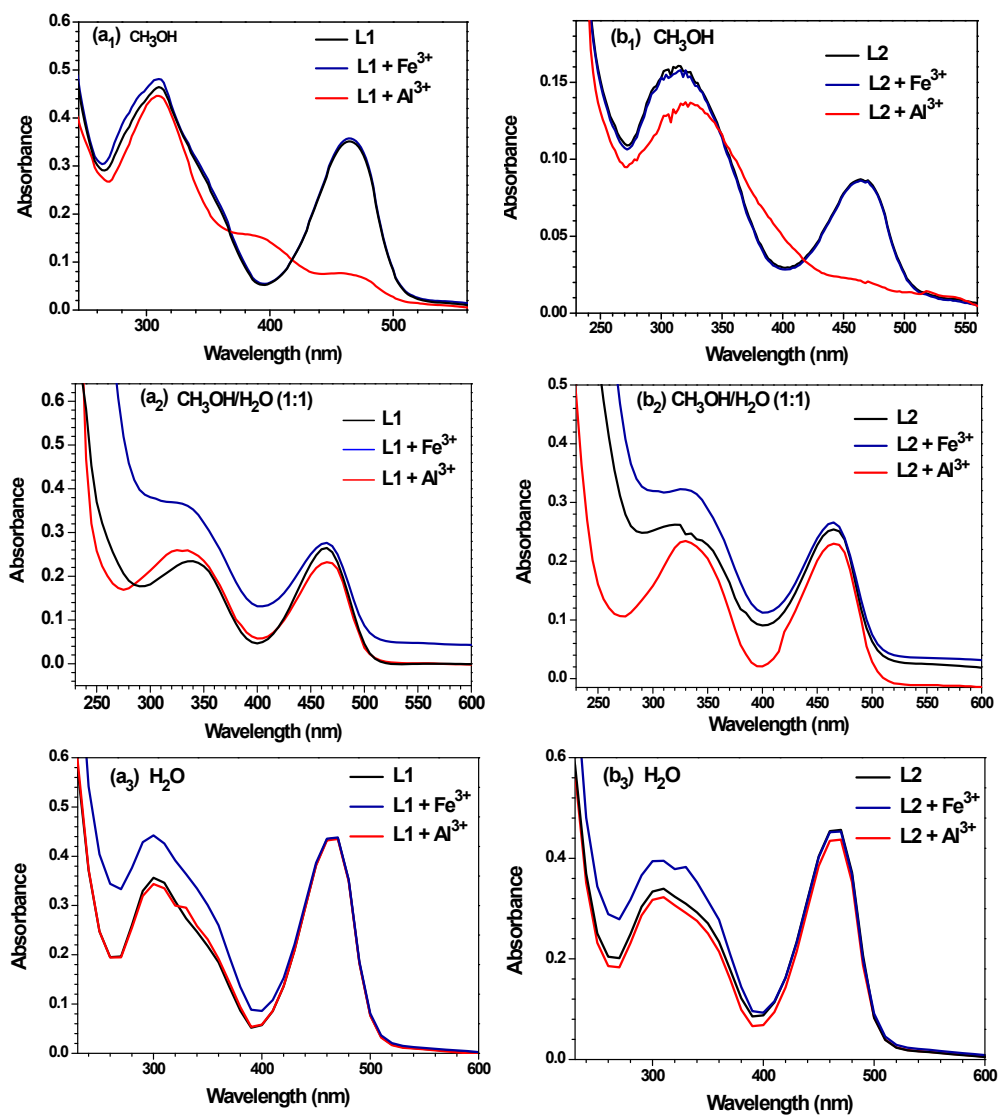 (a₁) CH₃OH
L1
L1 + Fe³⁺
L1 + Al³⁺
0.6
0.5
0.4
0.3
0.2
0.1
0.0
300 400 500
Absorbance
Wavelength (nm)
(b₁) CH₃OH
L2
L2 + Fe³⁺
L2 + Al³⁺
0.15
0.10
0.05
0.00
250 300 350 400 450 500 550
Absorbance
Wavelength (nm)
(a₂) CH₃OH/H₂O (1:1)
L1
L1 + Fe³⁺
L1 + Al³⁺
0.6
0.5
0.4
0.3
0.2
0.1
0.0
250 300 350 400 450 500 550 600
Absorbance
Wavelength (nm)
(b₂) CH₃OH/H₂O (1:1)
L2
L2 + Fe³⁺
L2 + Al³⁺
0.5
0.4
0.3
0.2
0.1
0.0
250 300 350 400 450 500 550 600
Absorbance
Wavelength (nm)
(a₃) H₂O
L1
L1 + Fe³⁺
L1 + Al³⁺
0.6
0.5
0.4
0.3
0.2
0.1
0.0
300 400 500 600
Absorbance
Wavelength (nm)
(b₃) H₂O
L2
L2 + Fe³⁺
L2 + Al³⁺
0.6
0.4
0.2
0.0
300 400 500 600
Absorbance
Wavelength (nm)